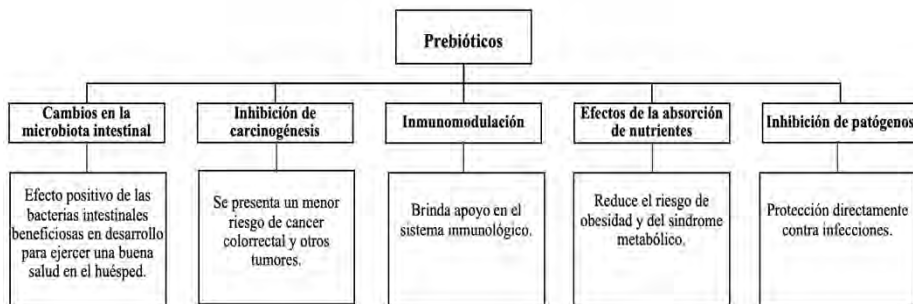 Prebióticos
Cambios en la
microbiota intestinal
Inhibición de
carcinogénesis
Inmunomodulación
Efectos de la absorción
de nutrientes
Inhibición de patógenos
Efecto positivo de las
bacterias intestinales
beneficiosas en desarrollo
para ejercer una buena
salud en el huésped.
Se presenta un menor
riesgo de cancer
colorrectal y otros
tumores.
Brinda apoyo en el
sistema inmunológico.
Reduce el riesgo de
obesidad y del síndrome
metabólico.
Protección directamente
contra infecciones.